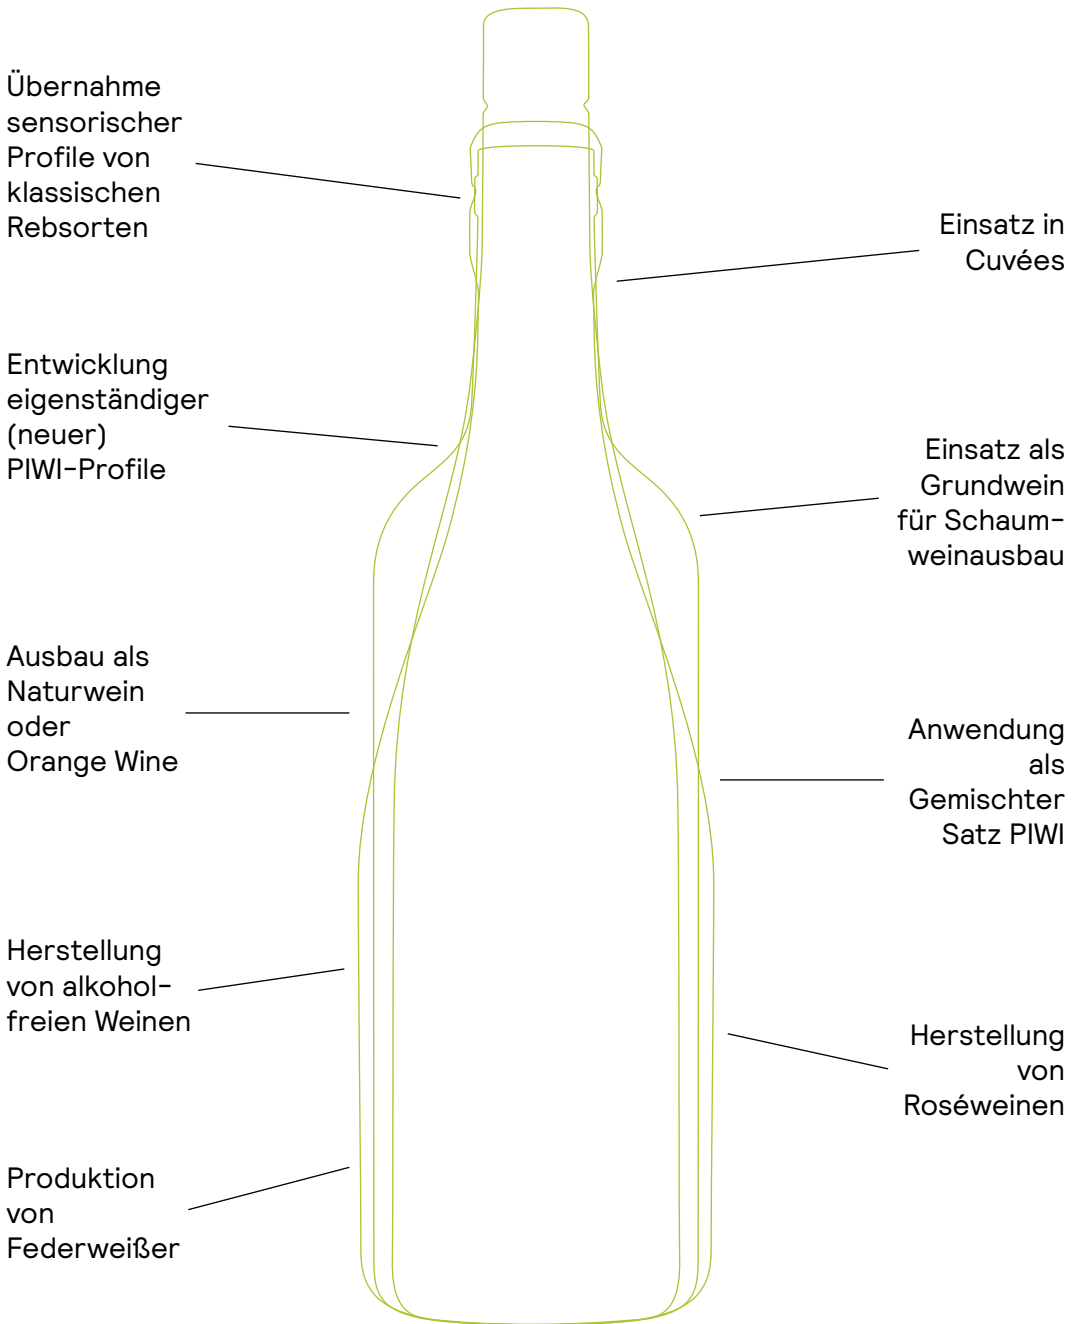 Übernahme
sensorischer
Profile von
klassischen
Rebsorten
Entwicklung
eigenständiger
(neuer)
PIWI-Profile
Ausbau als
Naturwein
oder
Orange Wine
Herstellung
von alkohol-
freien Weinen
Produktion
von
Federweißer
Einsatz in
Cuvées
Einsatz als
Grundwein
für Schaum-
weinausbau
Anwendung
als
Gemischter
Satz PIWI
Herstellung
von
Roséweinen